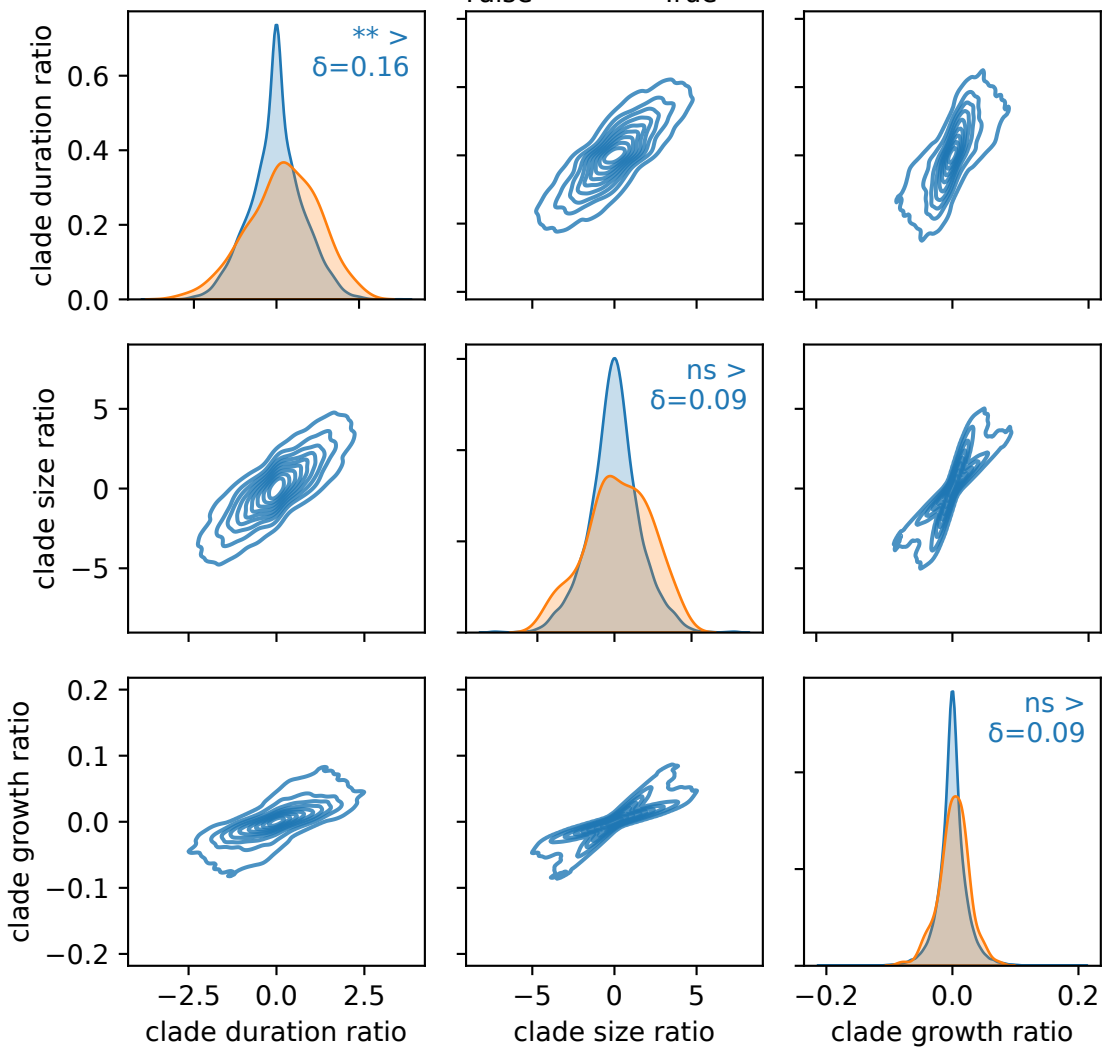 False True
clade duration ratio
0.6
0.4
0.2
0.0
** >
δ=0.16
clade size ratio
5
0
−5
ns >
δ=0.09
clade growth ratio
0.2
0.1
0.0
−0.1
−0.2
ns >
δ=0.09
−2.5 0.0 2.5
−5 0 5
−0.2 0.0 0.2
clade duration ratio
clade size ratio
clade growth ratio